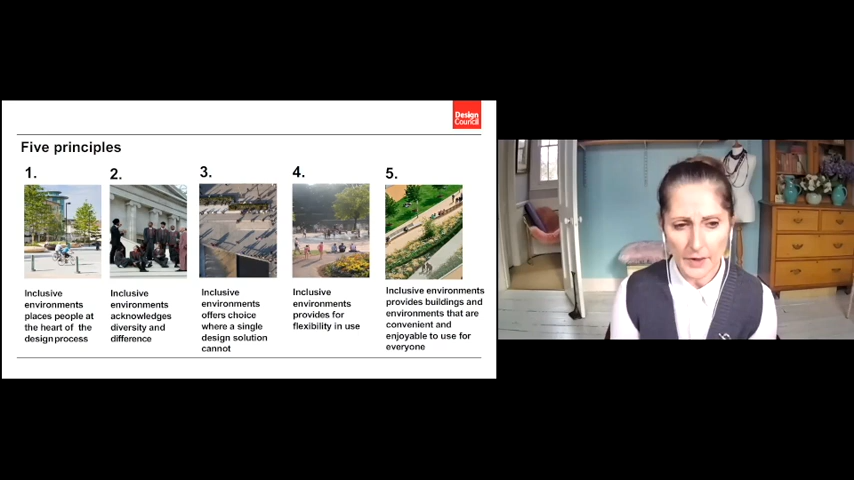 Design
Council
Five principles
1.
2.
3.
4.
5.
Inclusive
environments
places people at
the heart of the
design process
Inclusive
environments
acknowledges
diversity and
difference
Inclusive
environments
offers choice
where a single
design solution
cannot
Inclusive
environments
provides for
flexibility in use
Inclusive environments
provides buildings and
environments that are
convenient and
enjoyable to use for
everyone